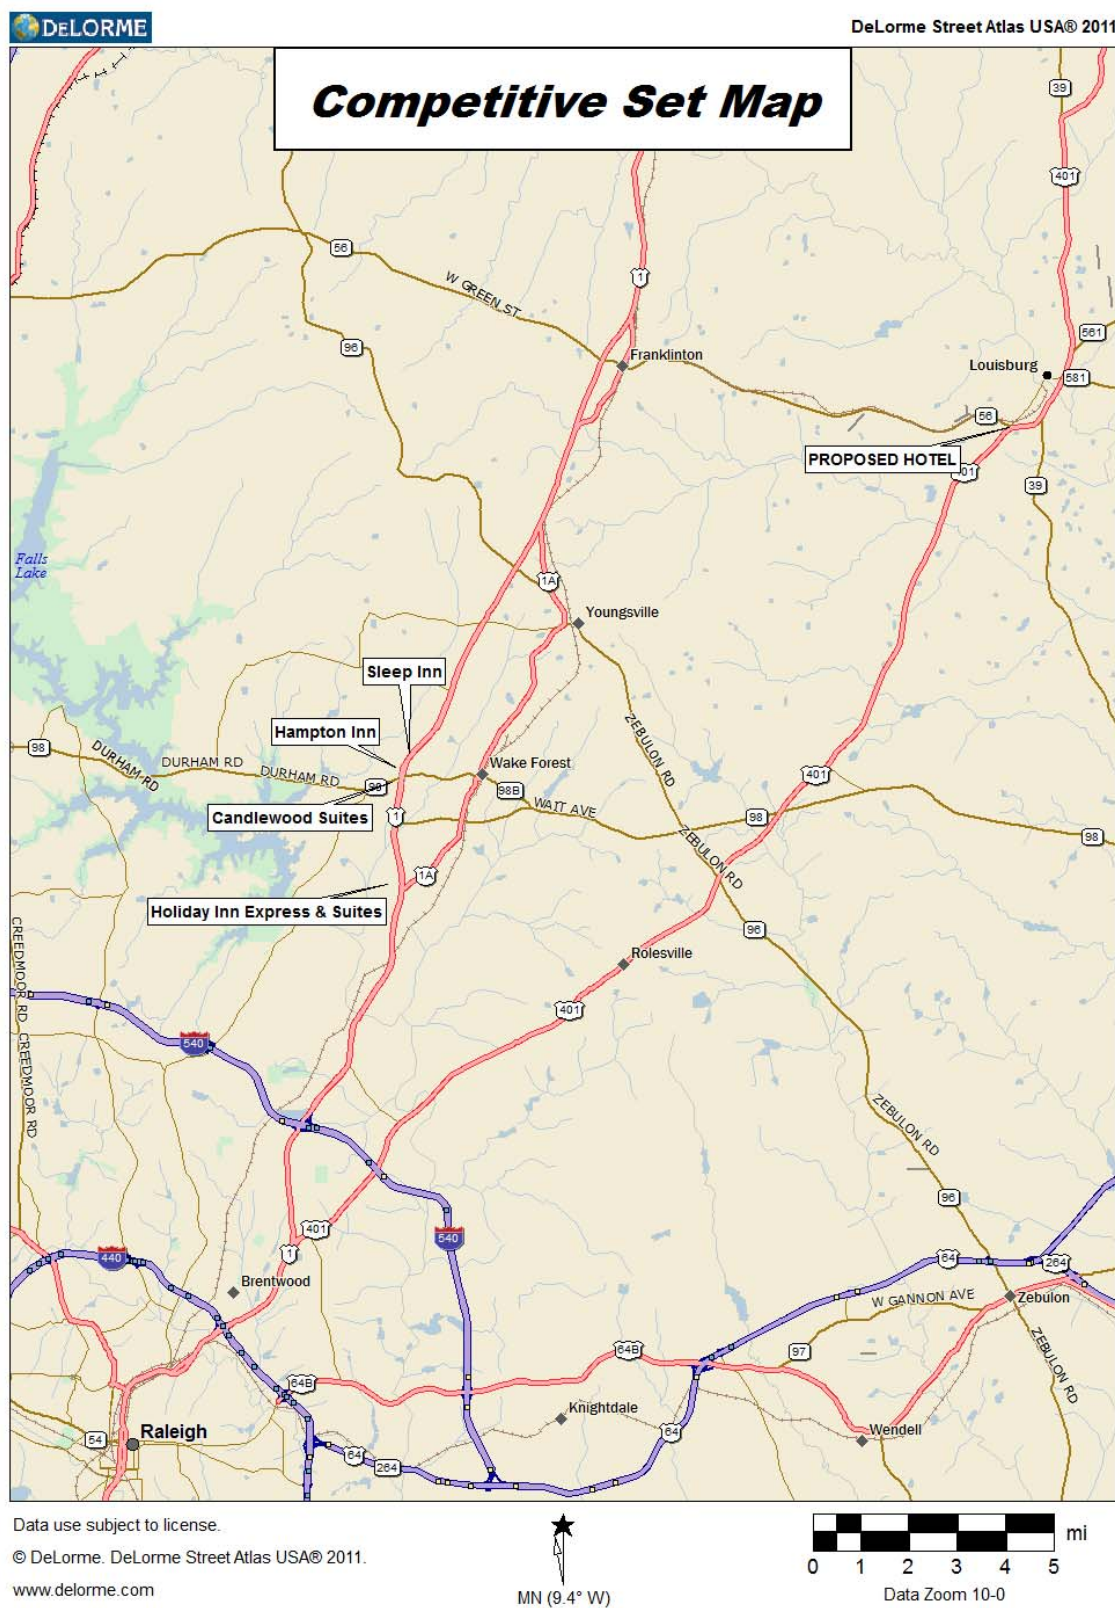 DELORME
DeLorme Street Atlas USA® 2011
Competitive Set Map
39
401
56
1
W GREEN ST
561
96
Franklinton
Louisburg
581
56
PROPOSED HOTEL
401
39
Falls
Lake
1A
Youngsville
Sleep Inn
ZEBULON RD
Hampton Inn
98
DURHAM RD
DURHAM RD
DURHAM RD
Wake Forest
401
98
98B
WAIT AVE
Candlewood Suites
1
98
98
ZEBULON RD
1A
Holiday Inn Express & Suites
96
CREEDMOOR RD
CREEDMOOR RD
Rolesville
401
540
ZEBULON RD
96
401
540
1
440
64
264
Brentwood
W GANNON AVE
Zebulon
ZEBULON RD
97
64B
64B
Knightdale
64
Wendell
Raleigh
54
64
264
Data use subject to license.
© DeLorme. DeLorme Street Atlas USA® 2011.
www.delorme.com
MN (9.4° W)
mi
0 1 2 3 4 5
Data Zoom 10-0